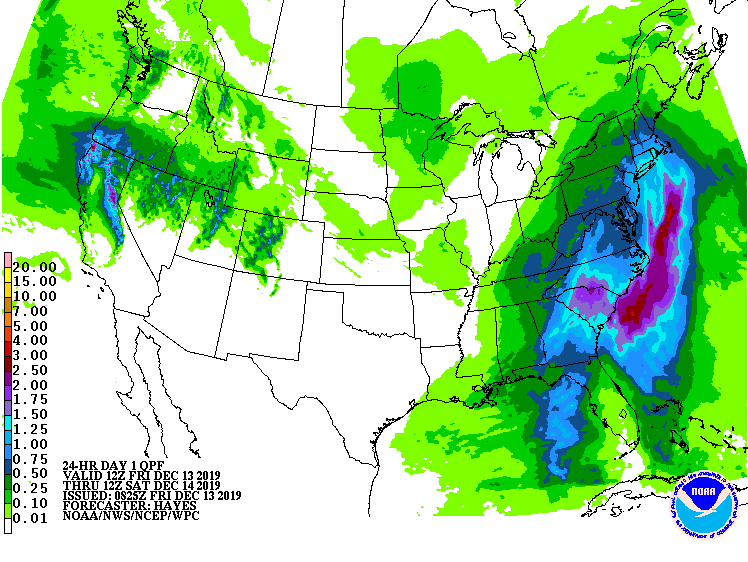 20.00
15.00
10.00
7.00
5.00
4.00
3.00
2.50
2.00
1.75
1.50
1.25
1.00
0.75
0.50
0.25
0.10
0.01
24-HR DAY 1 QPF
VALID 12Z FRI DEC 13 2019
THRU 12Z SAT DEC 14 2019
ISSUED: 0825Z FRI DEC 13 2019
FORECASTER: HAYES
NOAA/NWS/NCEP/WPC
NOAA